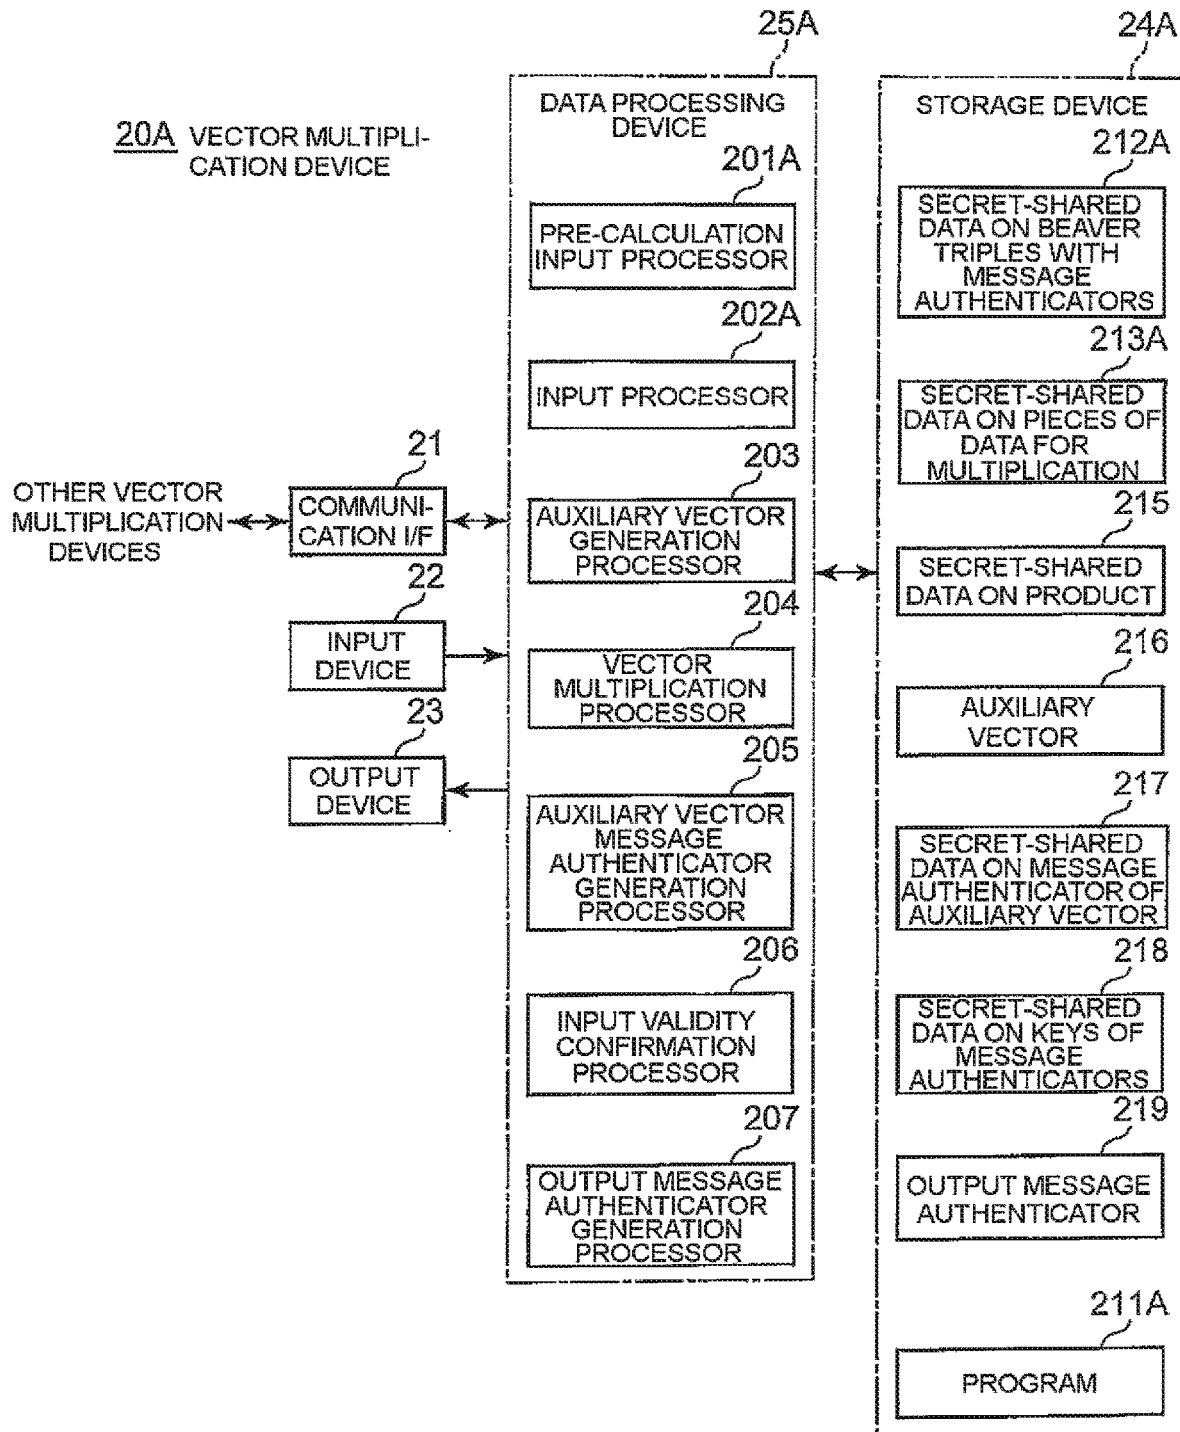 20A VECTOR MULTIPLI-
CATION DEVICE
OTHER VECTOR
MULTIPLICATION
DEVICES
21
COMMUNI-
CATION I/F
22
INPUT
DEVICE
23
OUTPUT
DEVICE
25A
DATA PROCESSING
DEVICE
201A
PRE-CALCULATION
INPUT PROCESSOR
202A
INPUT PROCESSOR
203
AUXILIARY VECTOR
GENERATION
PROCESSOR
204
VECTOR
MULTIPLICATION
PROCESSOR
205
AUXILIARY VECTOR
MESSAGE
AUTHENTICATOR
GENERATION
PROCESSOR
206
INPUT VALIDITY
CONFIRMATION
PROCESSOR
207
OUTPUT MESSAGE
AUTHENTICATOR
GENERATION
PROCESSOR
24A
STORAGE DEVICE
212A
SECRET-SHARED
DATA ON BEAVER
TRIPLES WITH
MESSAGE
AUTHENTICATORS
213A
SECRET-SHARED
DATA ON PIECES OF
DATA FOR
MULTIPLICATION
215
SECRET-SHARED
DATA ON PRODUCT
216
AUXILIARY
VECTOR
217
SECRET-SHARED
DATA ON MESSAGE
AUTHENTICATOR OF
AUXILIARY VECTOR
218
SECRET-SHARED
DATA ON KEYS OF
MESSAGE
AUTHENTICATORS
219
OUTPUT MESSAGE
AUTHENTICATOR
211A
PROGRAM